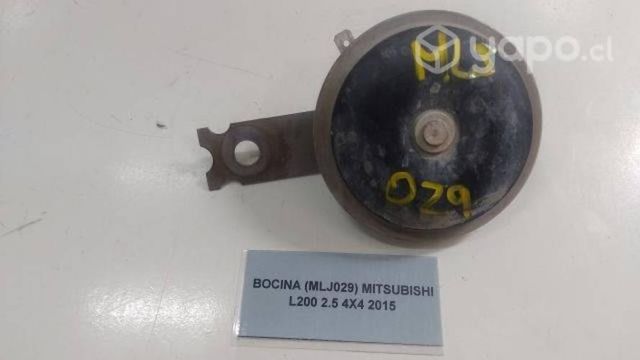 yapo.cl
MLJ
029
BOCINA (MLJ029) MITSUBISHI
L200 2.5 4X4 2015